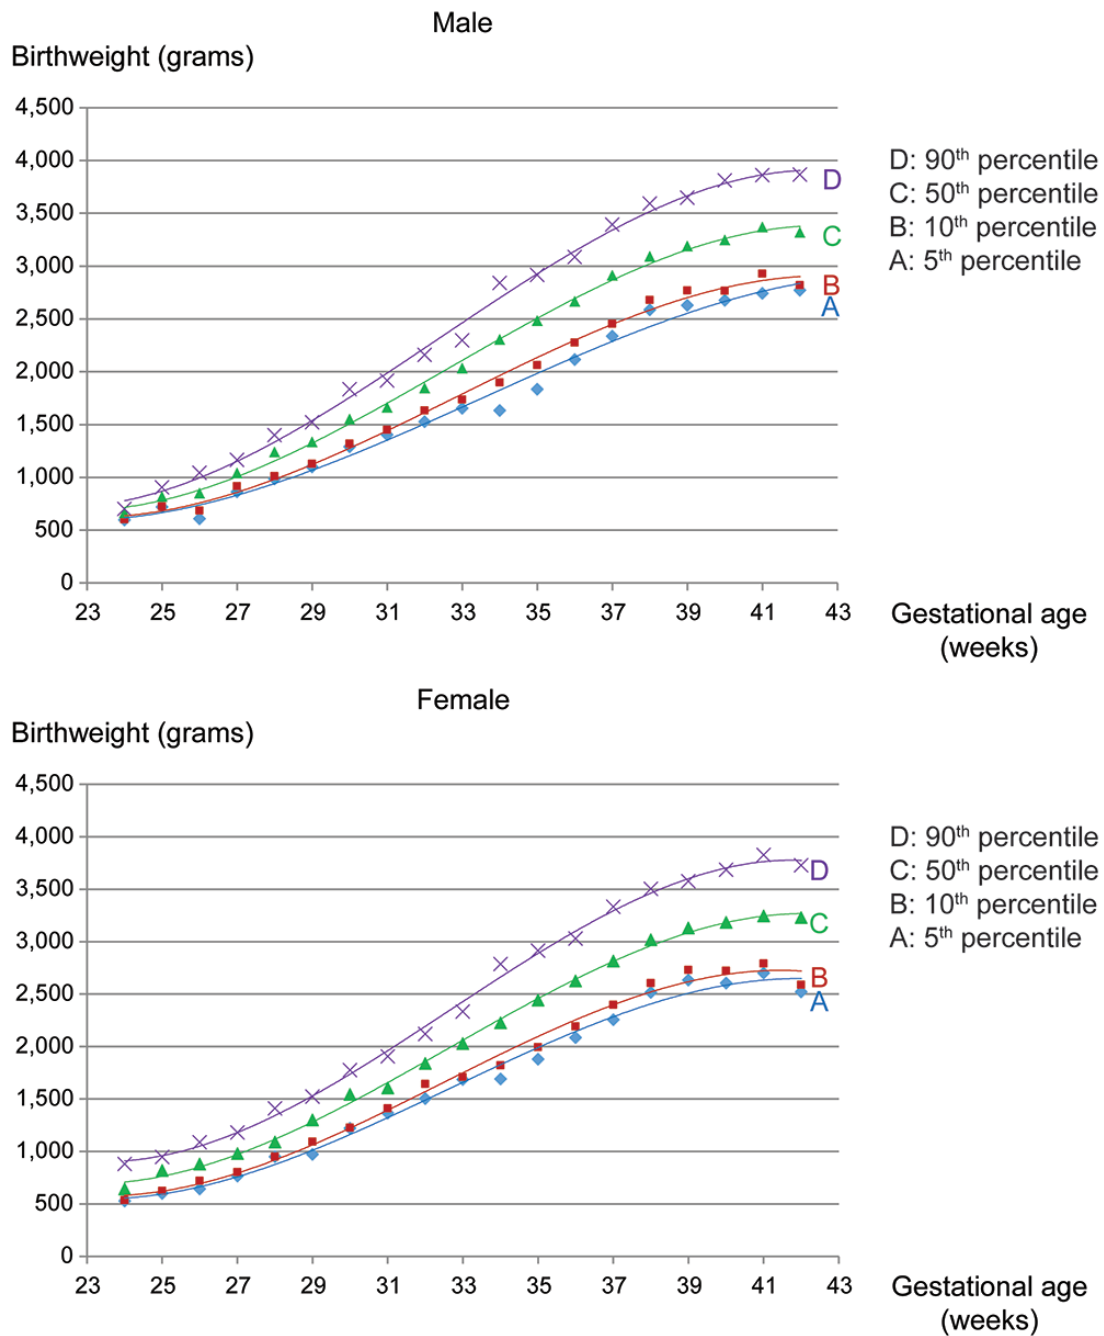 Male
Birthweight (grams)
4,500
4,000
3,500
3,000
2,500
2,000
1,500
1,000
500
0
23 25 27 29 31 33 35 37 39 41 43
Gestational age
(weeks)
D
C
B
A
D: 90th percentile
C: 50th percentile
B: 10th percentile
A: 5th percentile
Female
Birthweight (grams)
4,500
4,000
3,500
3,000
2,500
2,000
1,500
1,000
500
0
23 25 27 29 31 33 35 37 39 41 43
Gestational age
(weeks)
D
C
B
A
D: 90th percentile
C: 50th percentile
B: 10th percentile
A: 5th percentile